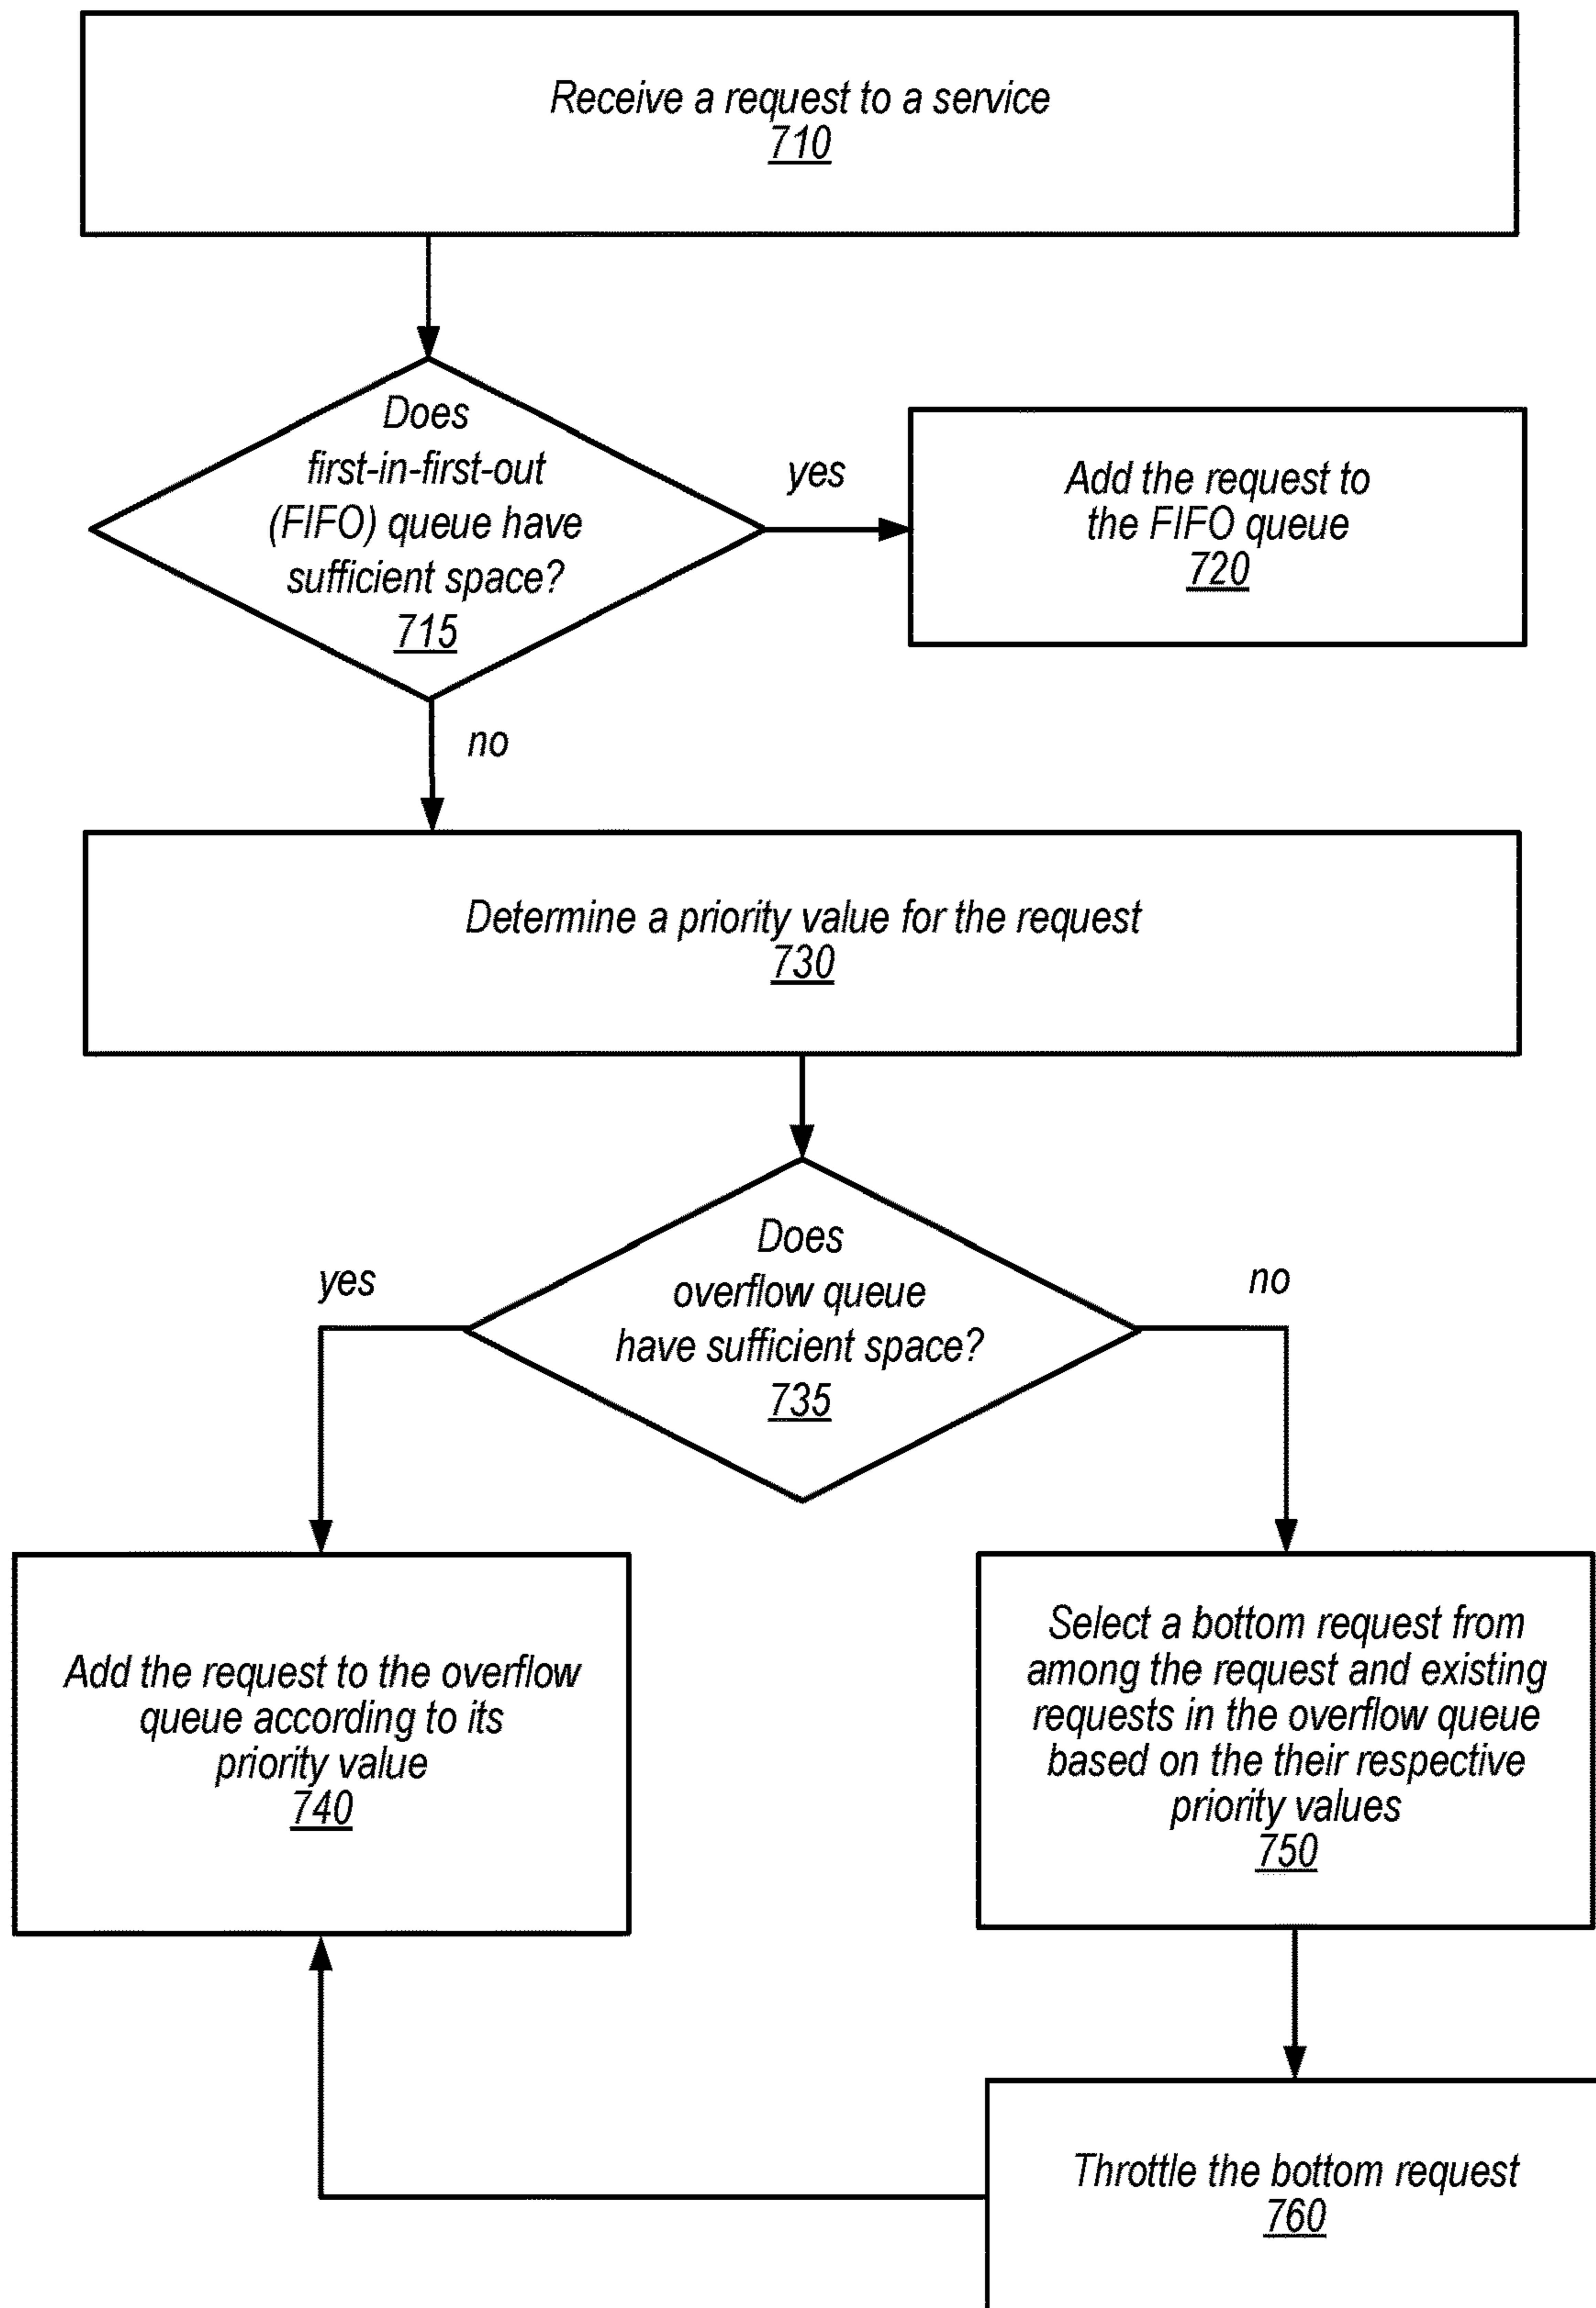 Receive a request to a service
710
Does
first-in-first-out
(FIFO) queue have
sufficient space?
715
yes
Add the request to
the FIFO queue
720
no
Determine a priority value for the request
730
Does
overflow queue
have sufficient space?
735
yes
no
Add the request to the overflow
queue according to its
priority value
740
Select a bottom request from
among the request and existing
requests in the overflow queue
based on the their respective
priority values
750
Throttle the bottom request
760